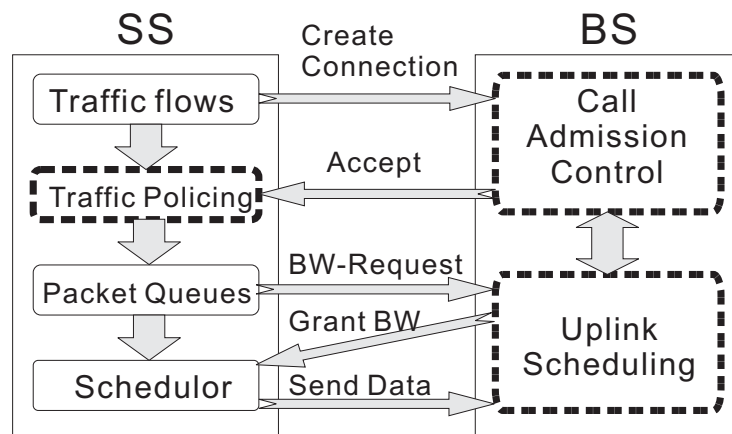 SS
BS
Create
Connection
Traffic flows
Call
Admission
Control
Accept
Traffic Policing
BW-Request
Packet Queues
Grant BW
Uplink
Scheduling
Schedulor
Send Data